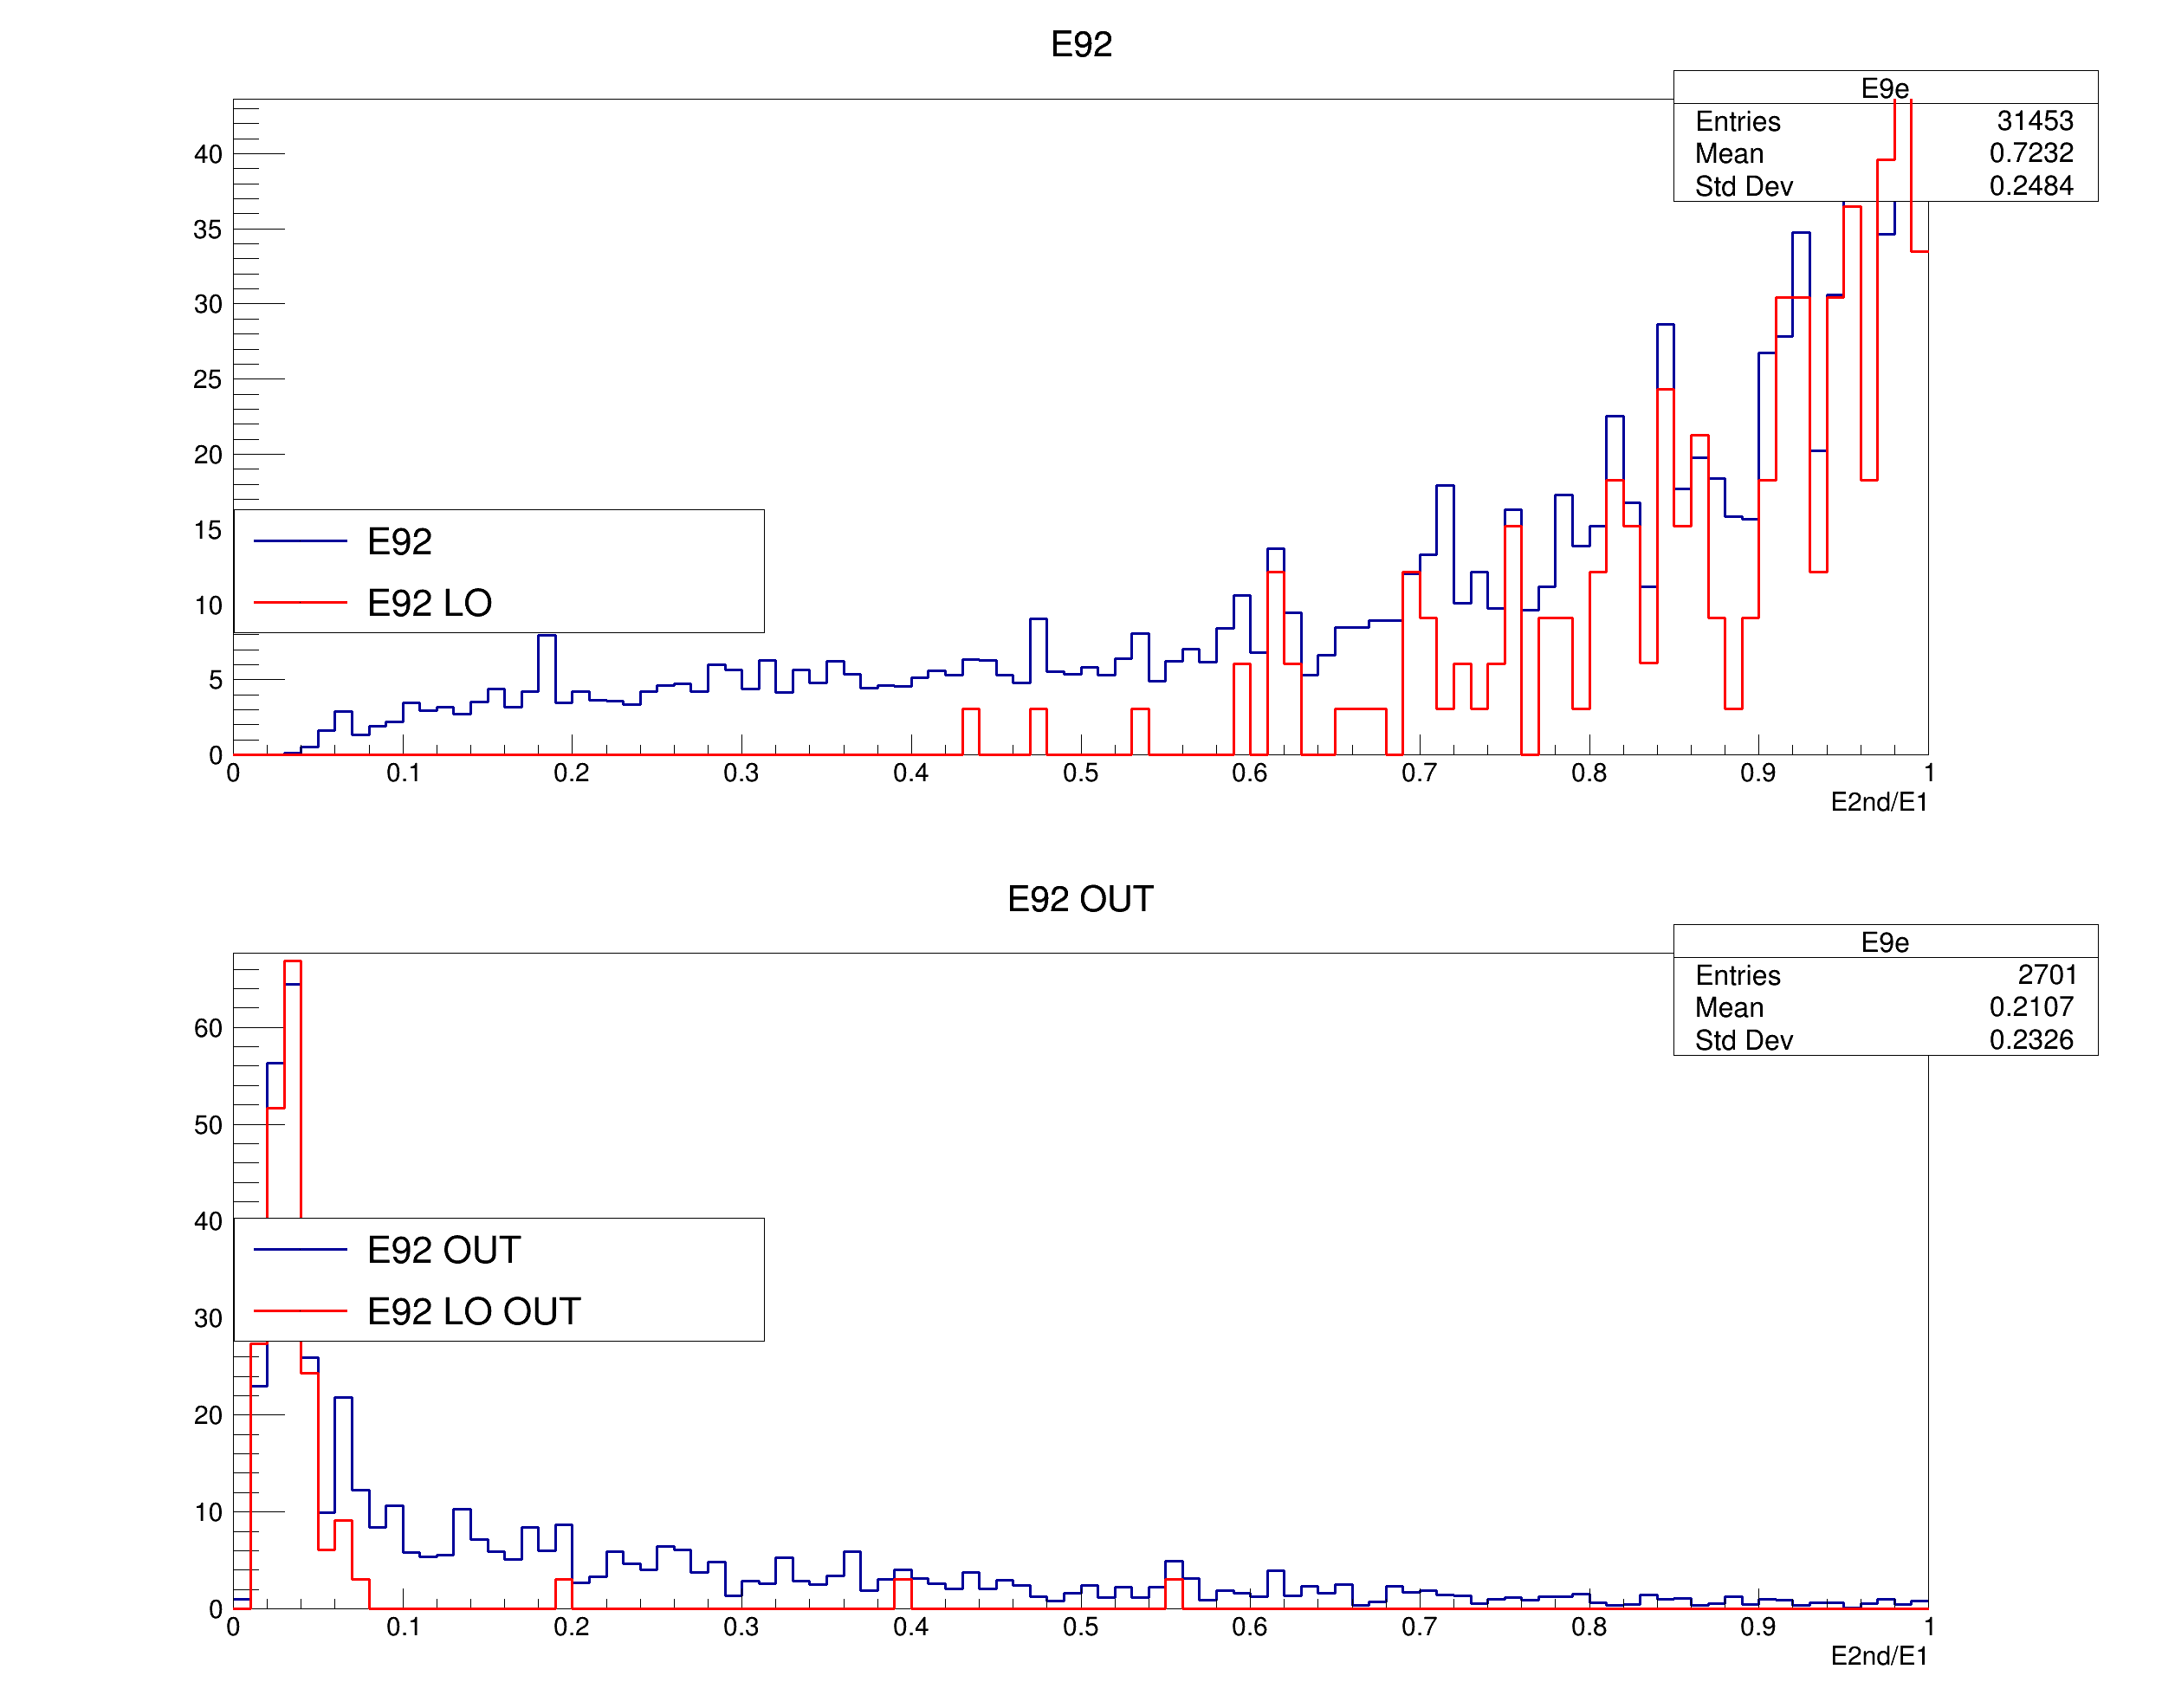 E92
E9e
Entries 31453
Mean 0.7232
Std Dev 0.2484
40
35
30
25
20
15
10
5
0
E92
E92 LO
0 0.1 0.2 0.3 0.4 0.5 0.6 0.7 0.8 0.9 1
E2nd/E1
E92 OUT
E9e
Entries 2701
Mean 0.2107
Std Dev 0.2326
60
50
40
30
20
10
0
E92 OUT
E92 LO OUT
0 0.1 0.2 0.3 0.4 0.5 0.6 0.7 0.8 0.9 1
E2nd/E1